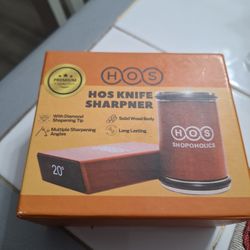 PREMIUM
HOS
HOS KNIFE
SHARPNER
With Diamond
Shapening Tip
Solid Wood Body
Multiple Sharpening
Angles
Long Lasting
20°
HOS
SHOPOHOLICS